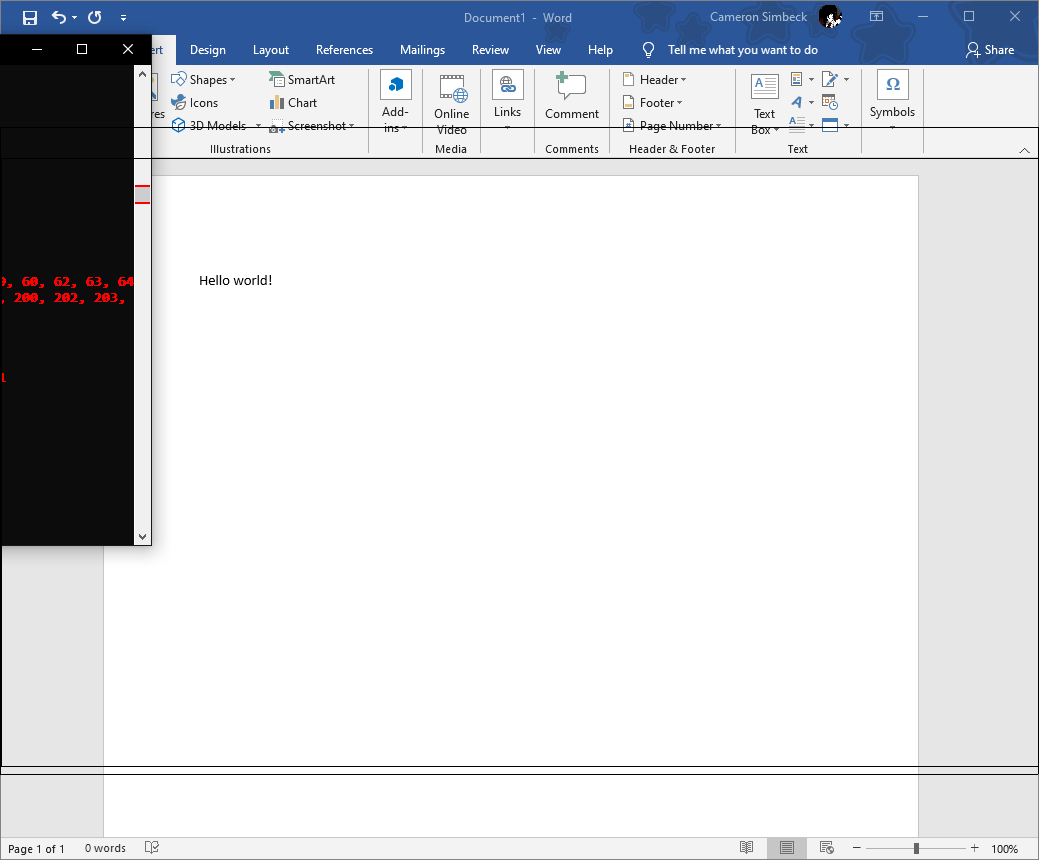 Document1 - Word
Cameron Simbeck
Design Layout References Mailings Review View Help Tell me what you want to do Share
Shapes
Icons
3D Models
SmartArt
Chart
Screenshot
Illustrations
Add-
ins
Online
Video
Media
Links
Comment
Comments
Header
Footer
Page Number
Header & Footer
Text
Box
Text
Symbols
60, 62, 63, 64
, 200, 202, 203,
Hello world!
Page 1 of 1 0 words 100%